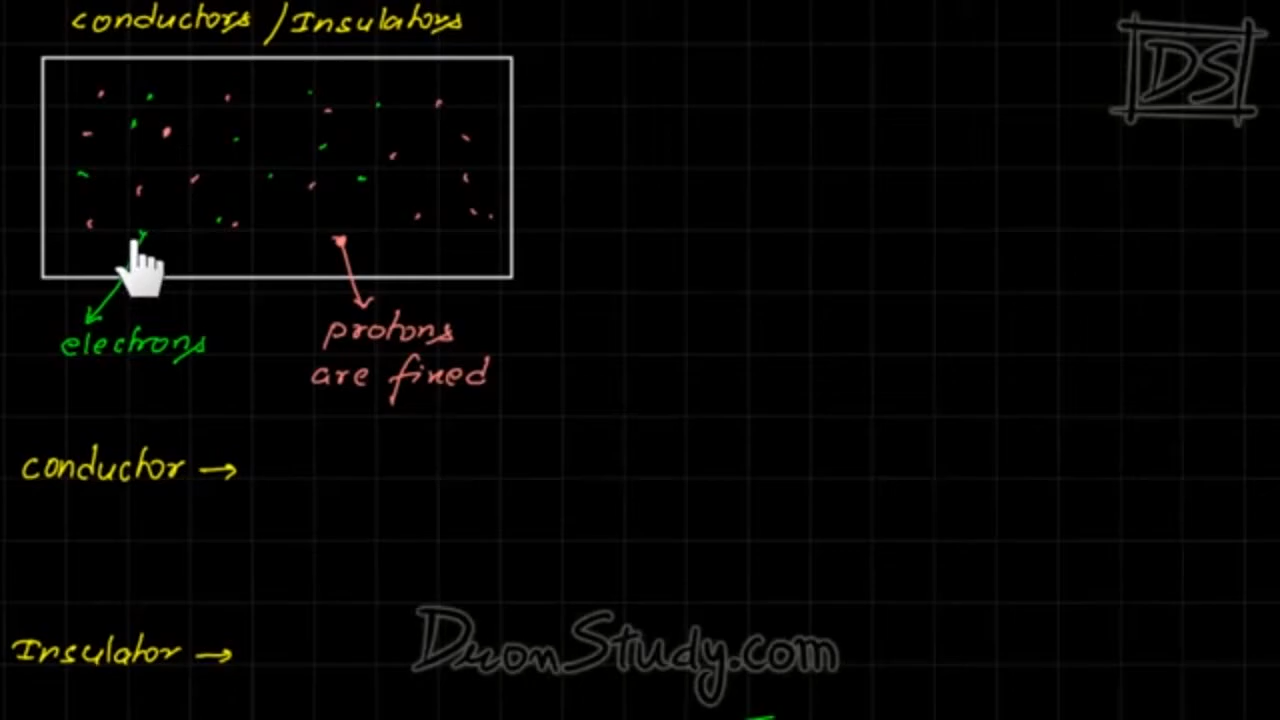 conductors / Insulators
DS
electrons
protons
are fixed
conductor →
Insulator →
DronStudy.com